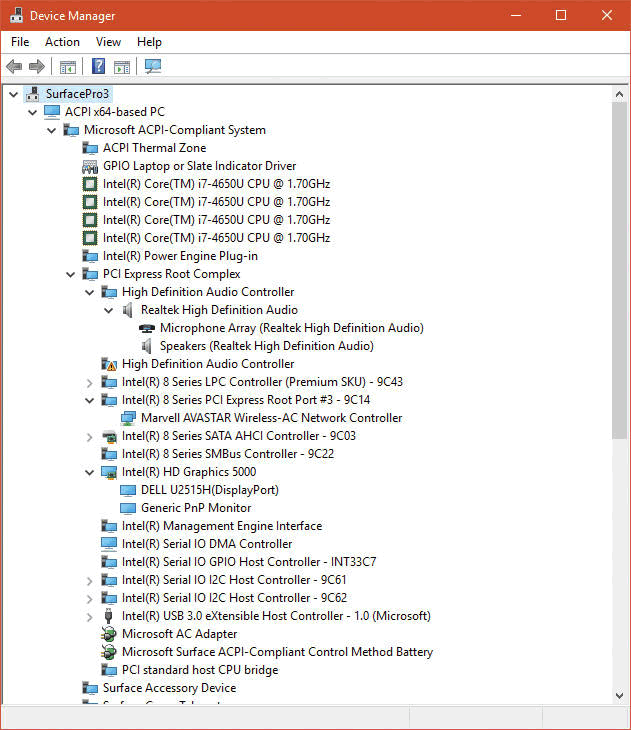 Device Manager
File Action View Help
SurfacePro3
ACPI x64-based PC
Microsoft ACPI-Compliant System
ACPI Thermal Zone
GPIO Laptop or Slate Indicator Driver
Intel(R) Core(TM) i7-4650U CPU @ 1.70GHz
Intel(R) Core(TM) i7-4650U CPU @ 1.70GHz
Intel(R) Core(TM) i7-4650U CPU @ 1.70GHz
Intel(R) Core(TM) i7-4650U CPU @ 1.70GHz
Intel(R) Power Engine Plug-in
PCI Express Root Complex
High Definition Audio Controller
Realtek High Definition Audio
Microphone Array (Realtek High Definition Audio)
Speakers (Realtek High Definition Audio)
High Definition Audio Controller
Intel(R) 8 Series LPC Controller (Premium SKU) - 9C43
Intel(R) 8 Series PCI Express Root Port #3 - 9C14
Marvell AVASTAR Wireless-AC Network Controller
Intel(R) 8 Series SATA AHCI Controller - 9C03
Intel(R) 8 Series SMBus Controller - 9C22
Intel(R) HD Graphics 5000
DELL U2515H(DisplayPort)
Generic PnP Monitor
Intel(R) Management Engine Interface
Intel(R) Serial IO DMA Controller
Intel(R) Serial IO GPIO Host Controller - INT33C7
Intel(R) Serial IO I2C Host Controller - 9C61
Intel(R) Serial IO I2C Host Controller - 9C62
Intel(R) USB 3.0 eXtensible Host Controller - 1.0 (Microsoft)
Microsoft AC Adapter
Microsoft Surface ACPI-Compliant Control Method Battery
PCI standard host CPU bridge
Surface Accessory Device